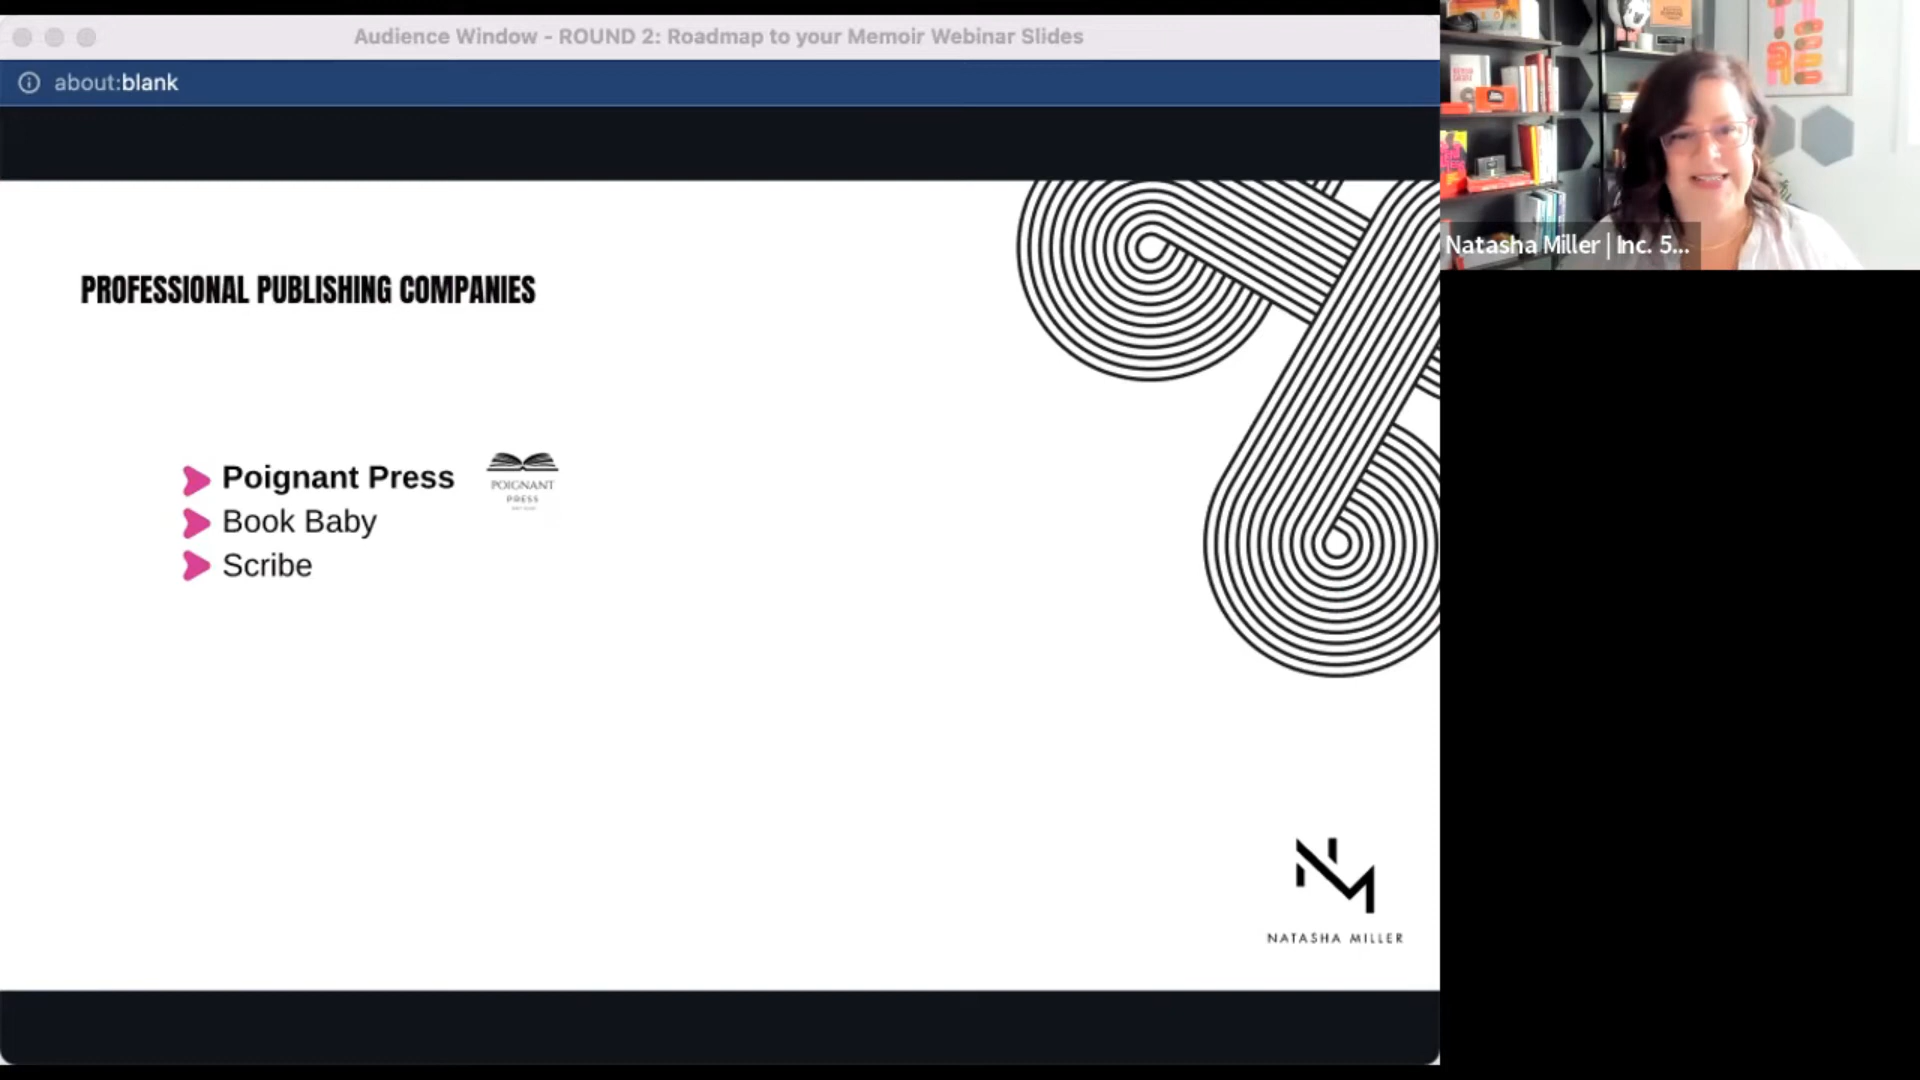 Audience Window - ROUND 2: Roadmap to your Memoir Webinar Slides
about:blank
Natasha Miller | Inc. 5...
PROFESSIONAL PUBLISHING COMPANIES
Poignant Press
POIGNANT
PRESS
Book Baby
Scribe
NM
NATASHA MILLER